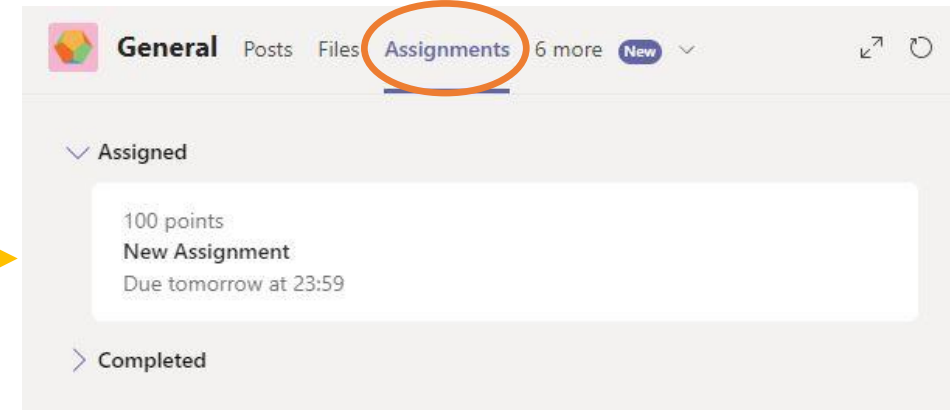 General Posts Files Assignments 6 more New
Assigned
100 points
New Assignment
Due tomorrow at 23:59
Completed